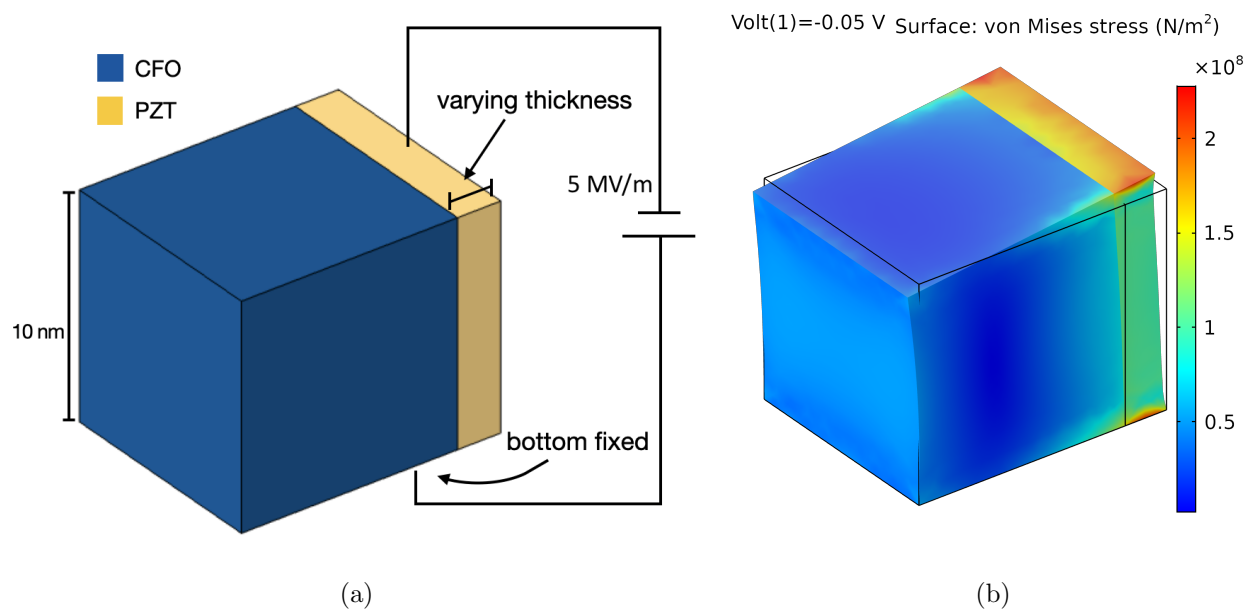 CFO
PZT
varying thickness
5 MV/m
10 nm
bottom fixed
(a)
Volt(1)=-0.05 V Surface: von Mises stress (N/m²)
×10⁸
2
1.5
1
0.5
(b)